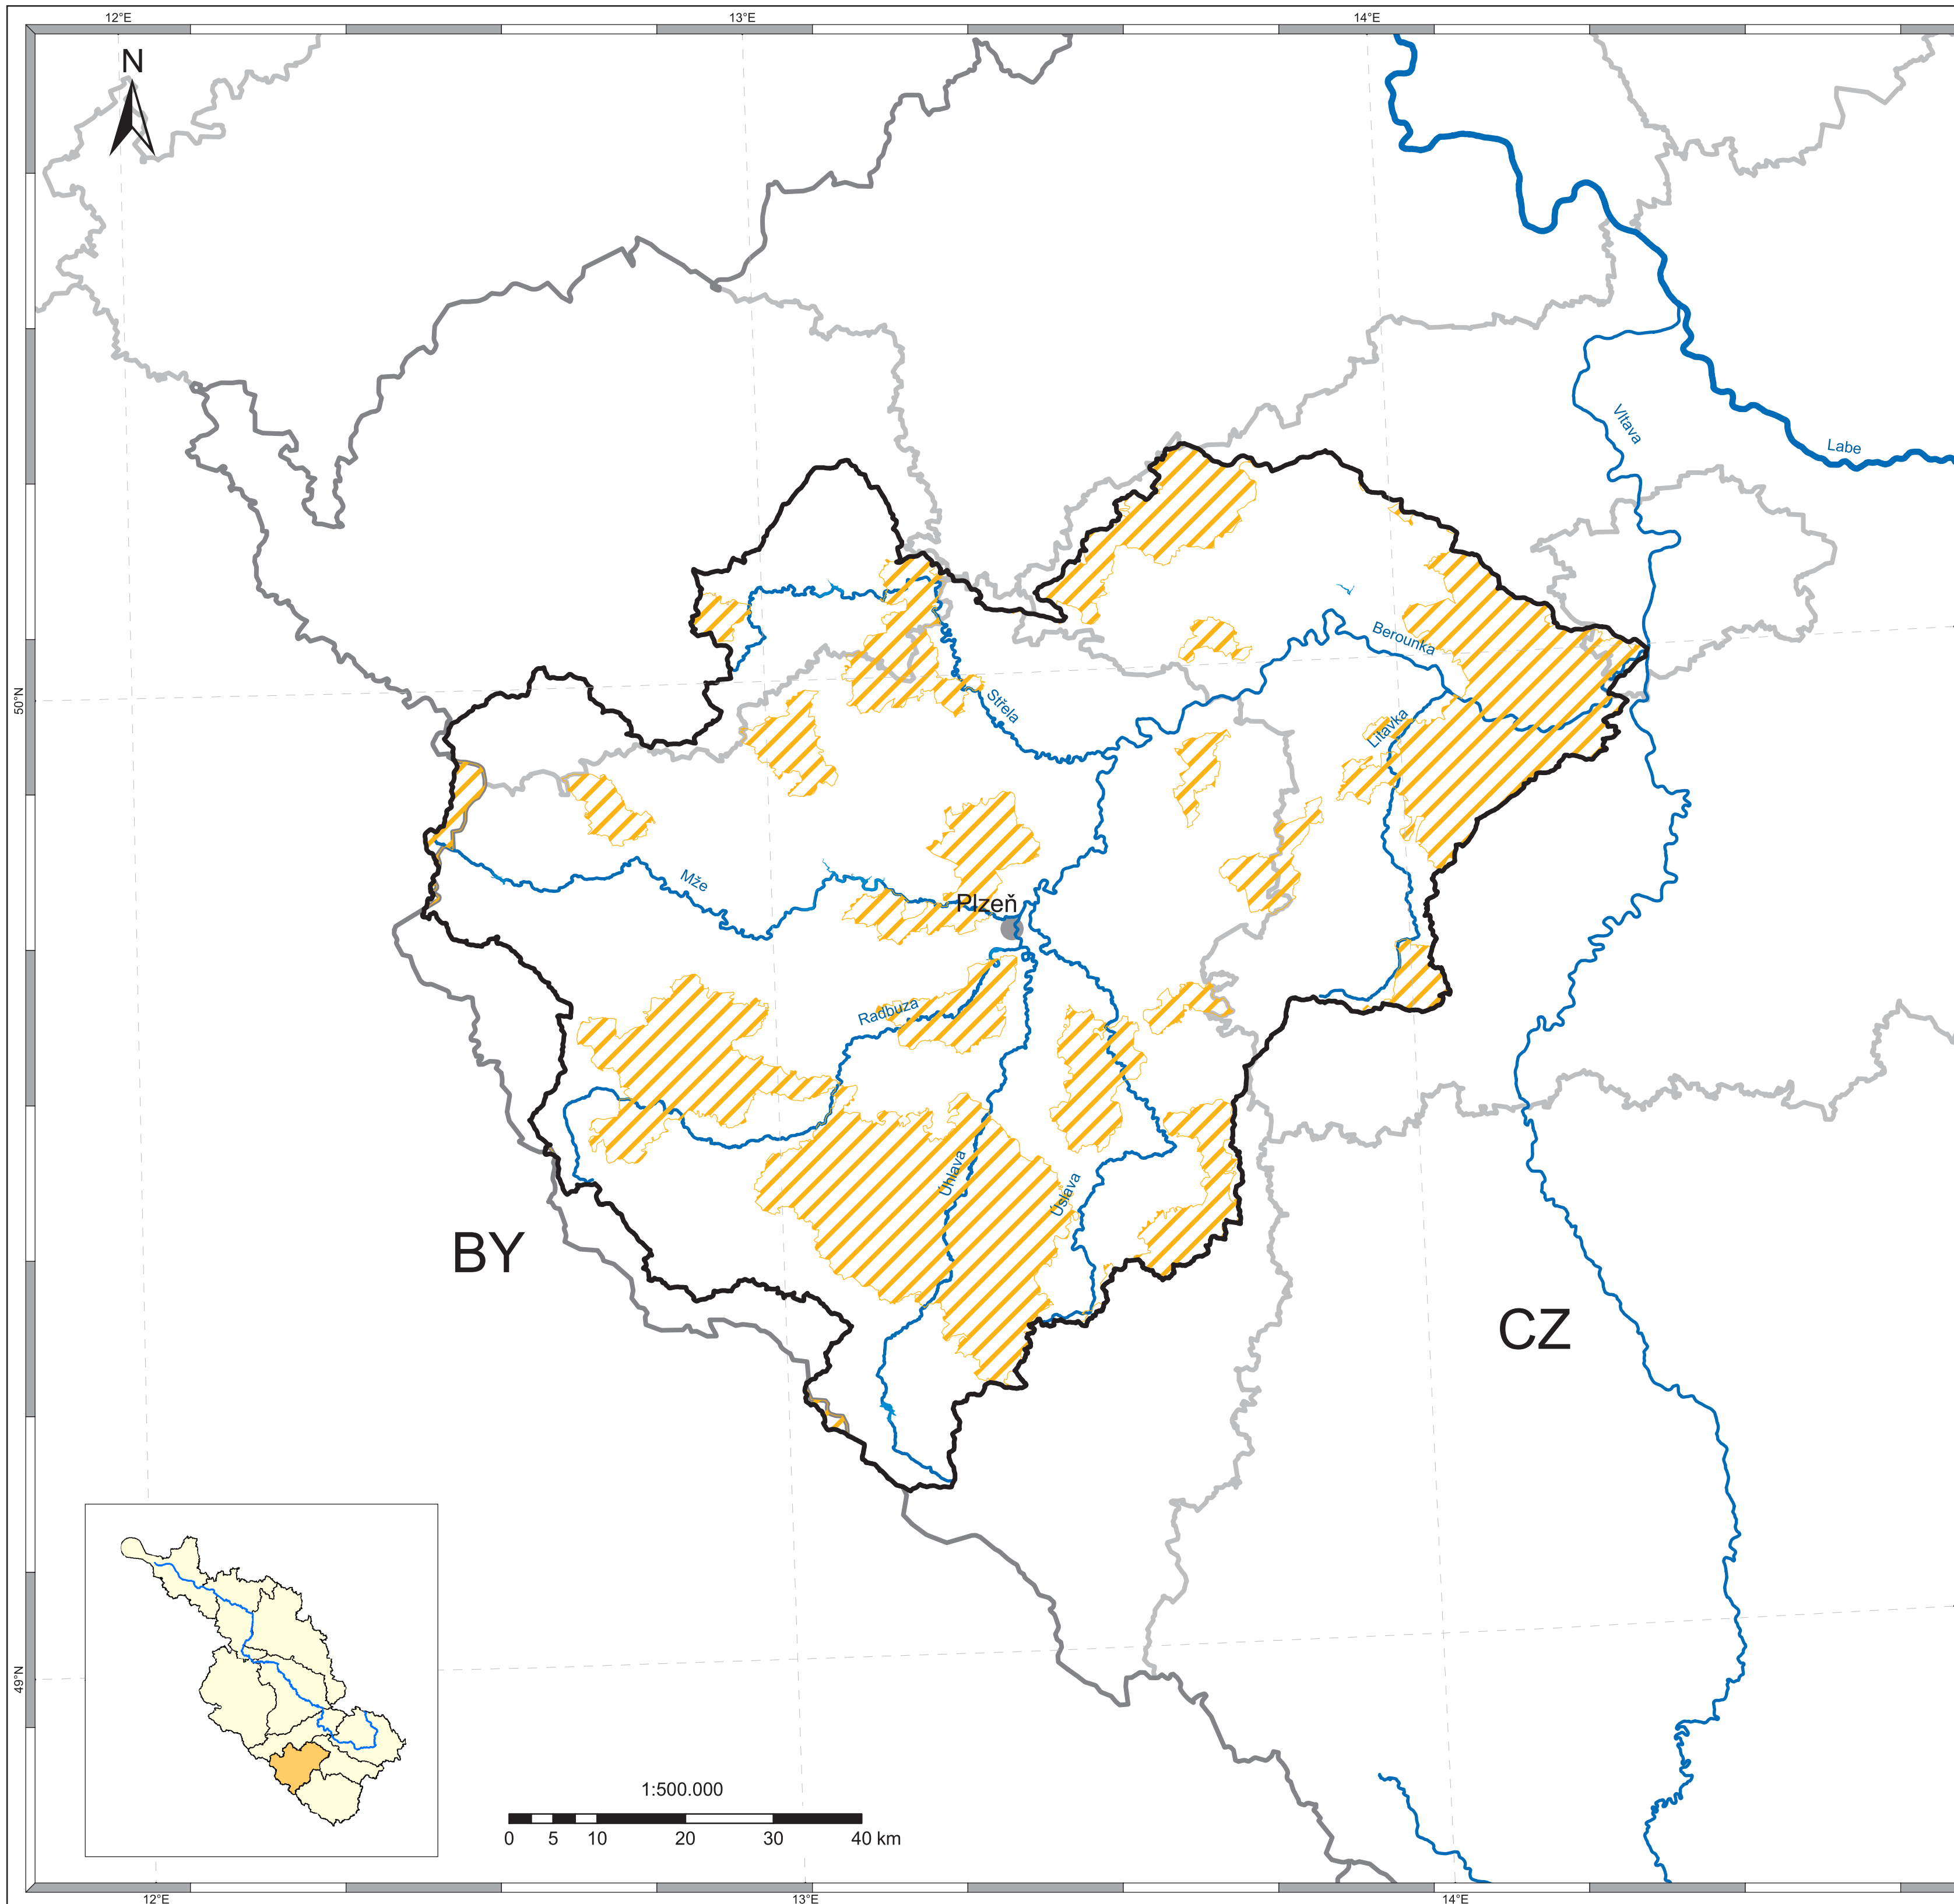 12°E
13°E
14°E
N
Vltava
Labe
Berounka
50°N
Střela
Litavka
Mže
Plzeň
Radbuza
Úhlava
Úslava
BY
CZ
49°N
1:500.000
0 5 10 20 30 40 km
12°E
13°E
14°E